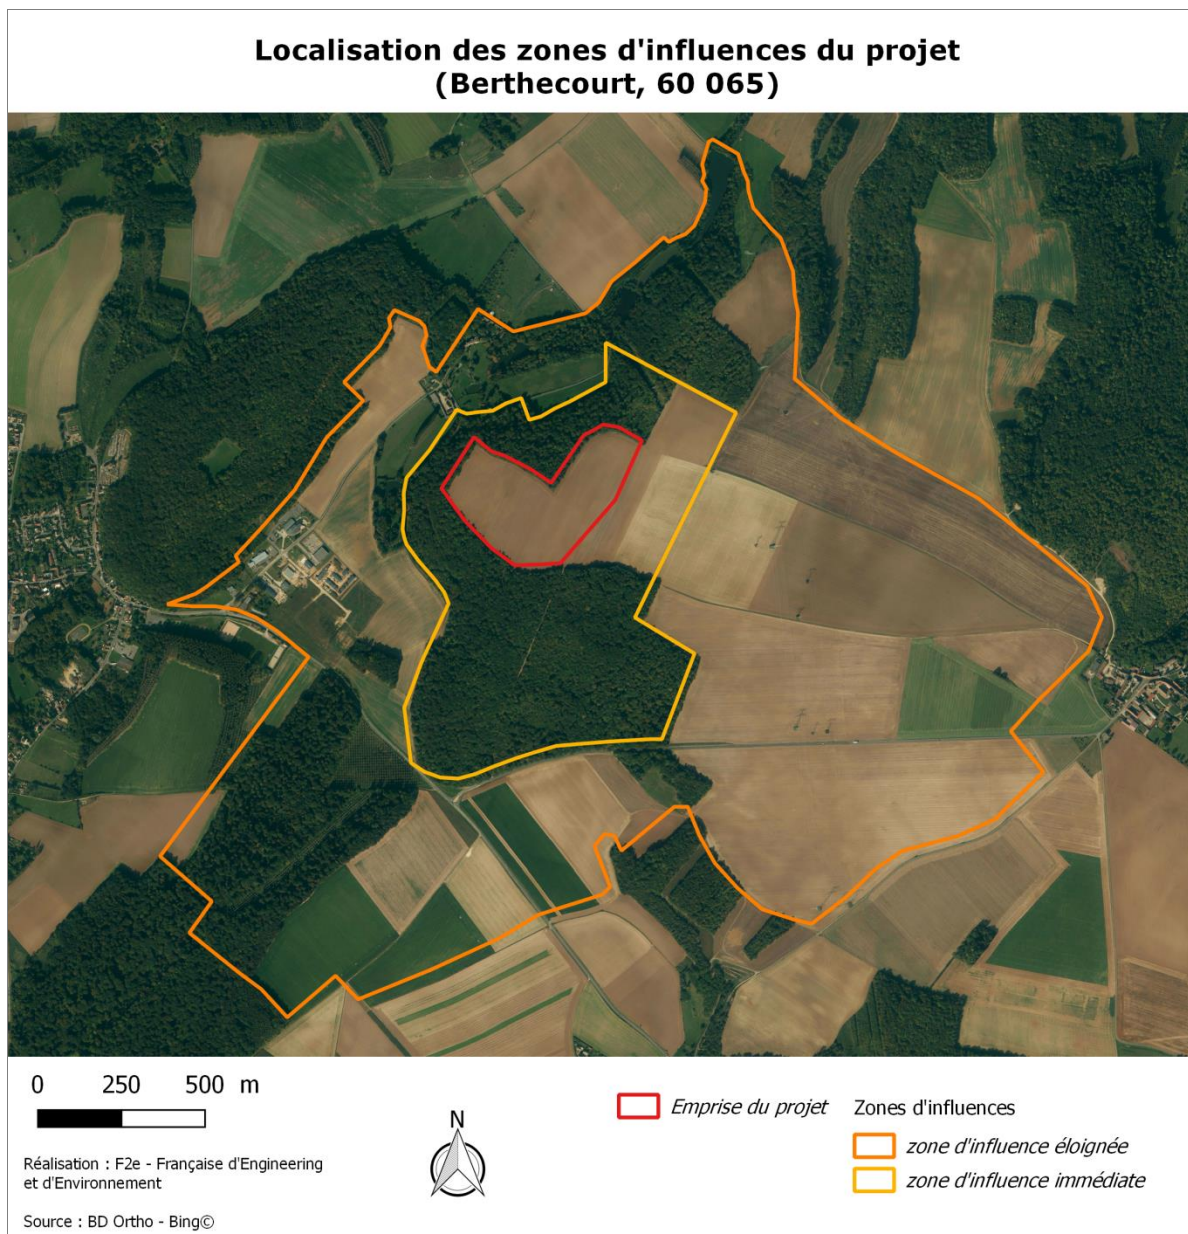 Localisation des zones d'influences du projet
(Berthecourt, 60 065)
0 250 500 m
N
Réalisation : F2e - Française d'Engineering
et d'Environnement
Source : BD Ortho - Bing©
Emprise du projet
Zones d'influences
zone d'influence éloignée
zone d'influence immédiate